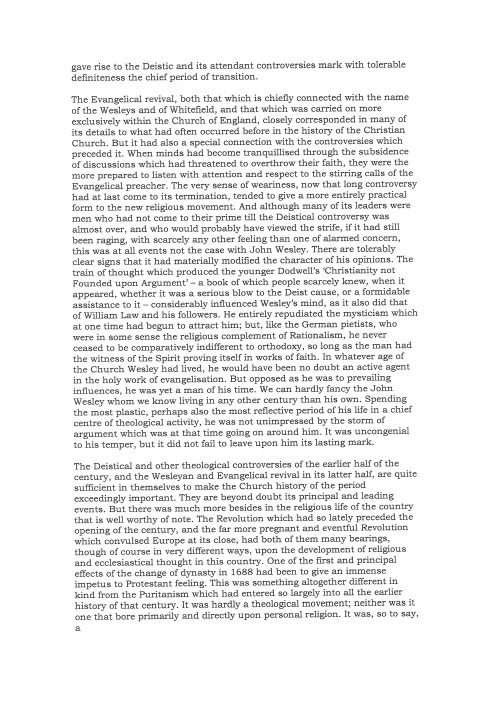 gave rise to the Deistic and its attendant controversies mark with tolerable
definiteness the chief period of transition.
The Evangelical revival, both that which is chiefly connected with the name
of the Wesleys and of Whitefield, and that which was carried on more
exclusively within the Church of England, closely corresponded in many of
its details to what had often occurred before in the history of the Christian
Church. But it had also a special connection with the controversies which
preceded it. When minds had become tranquillised through the subsidence
of discussions which had threatened to overthrow their faith, they were the
more prepared to listen with attention and respect to the stirring calls of the
Evangelical preacher. The very sense of weariness, now that long controversy
had at last come to its termination, tended to give a more entirely practical
form to the new religious movement. And although many of its leaders were
men who had not come to their prime till the Deistical controversy was
almost over, and who would probably have viewed the strife, if it had still
been raging, with scarcely any other feeling than one of alarmed concern,
this was at all events not the case with John Wesley. There are tolerably
clear signs that it had materially modified the character of his opinions. The
train of thought which produced the younger Dodwell's ‘Christianity not
Founded upon Argument’ – a book of which people scarcely knew, when it
appeared, whether it was a serious blow to the Deist cause, or a formidable
assistance to it – considerably influenced Wesley's mind, as it also did that
of William Law and his followers. He entirely repudiated the mysticism which
at one time had begun to attract him; but, like the German pietists, who
were in some sense the religious complement of Rationalism, he never
ceased to be comparatively indifferent to orthodoxy, so long as the man had
the witness of the Spirit proving itself in works of faith. In whatever age of
the Church Wesley had lived, he would have been no doubt an active agent
in the holy work of evangelisation. But opposed as he was to prevailing
influences, he was yet a man of his time. We can hardly fancy the John
Wesley whom we know living in any other century than his own. Spending
the most plastic, perhaps also the most reflective period of his life in a chief
centre of theological activity, he was not unimpressed by the storm of
argument which was at that time going on around him. It was uncongenial
to his temper, but it did not fail to leave upon him its lasting mark.
The Deistical and other theological controversies of the earlier half of the
century, and the Wesleyan and Evangelical revival in its latter half, are quite
sufficient in themselves to make the Church history of the period
exceedingly important. They are beyond doubt its principal and leading
events. But there was much more besides in the religious life of the country
that is well worthy of note. The Revolution which had so lately preceded the
opening of the century, and the far more pregnant and eventful Revolution
which convulsed Europe at its close, had both of them many bearings,
though of course in very different ways, upon the development of religious
and ecclesiastical thought in this country. One of the first and principal
effects of the change of dynasty in 1688 had been to give an immense
impetus to Protestant feeling. This was something altogether different in
kind from the Puritanism which had entered so largely into all the earlier
history of that century. It was hardly a theological movement; neither was it
one that bore primarily and directly upon personal religion. It was, so to say,
a